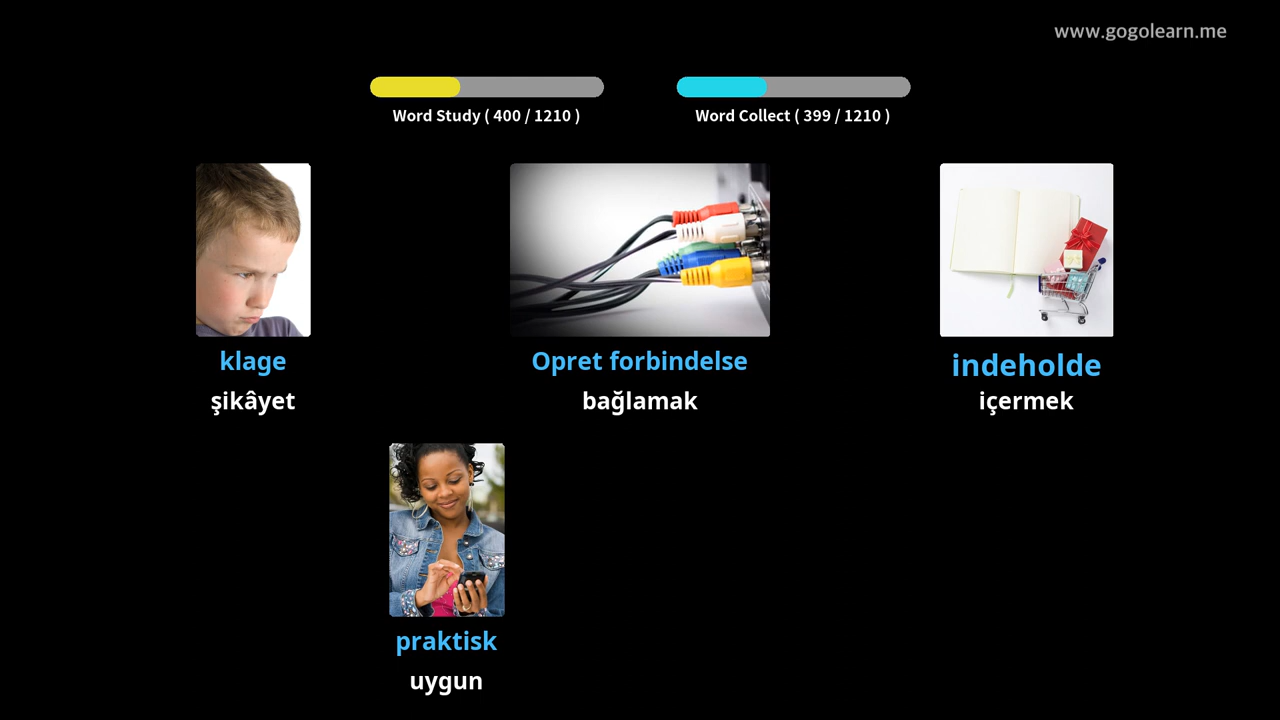 www.gogolearn.me
Word Study ( 400 / 1210 )
Word Collect ( 399 / 1210 )
klage
şikâyet
Opret forbindelse
bağlamak
indeholde
içermek
praktisk
uygun